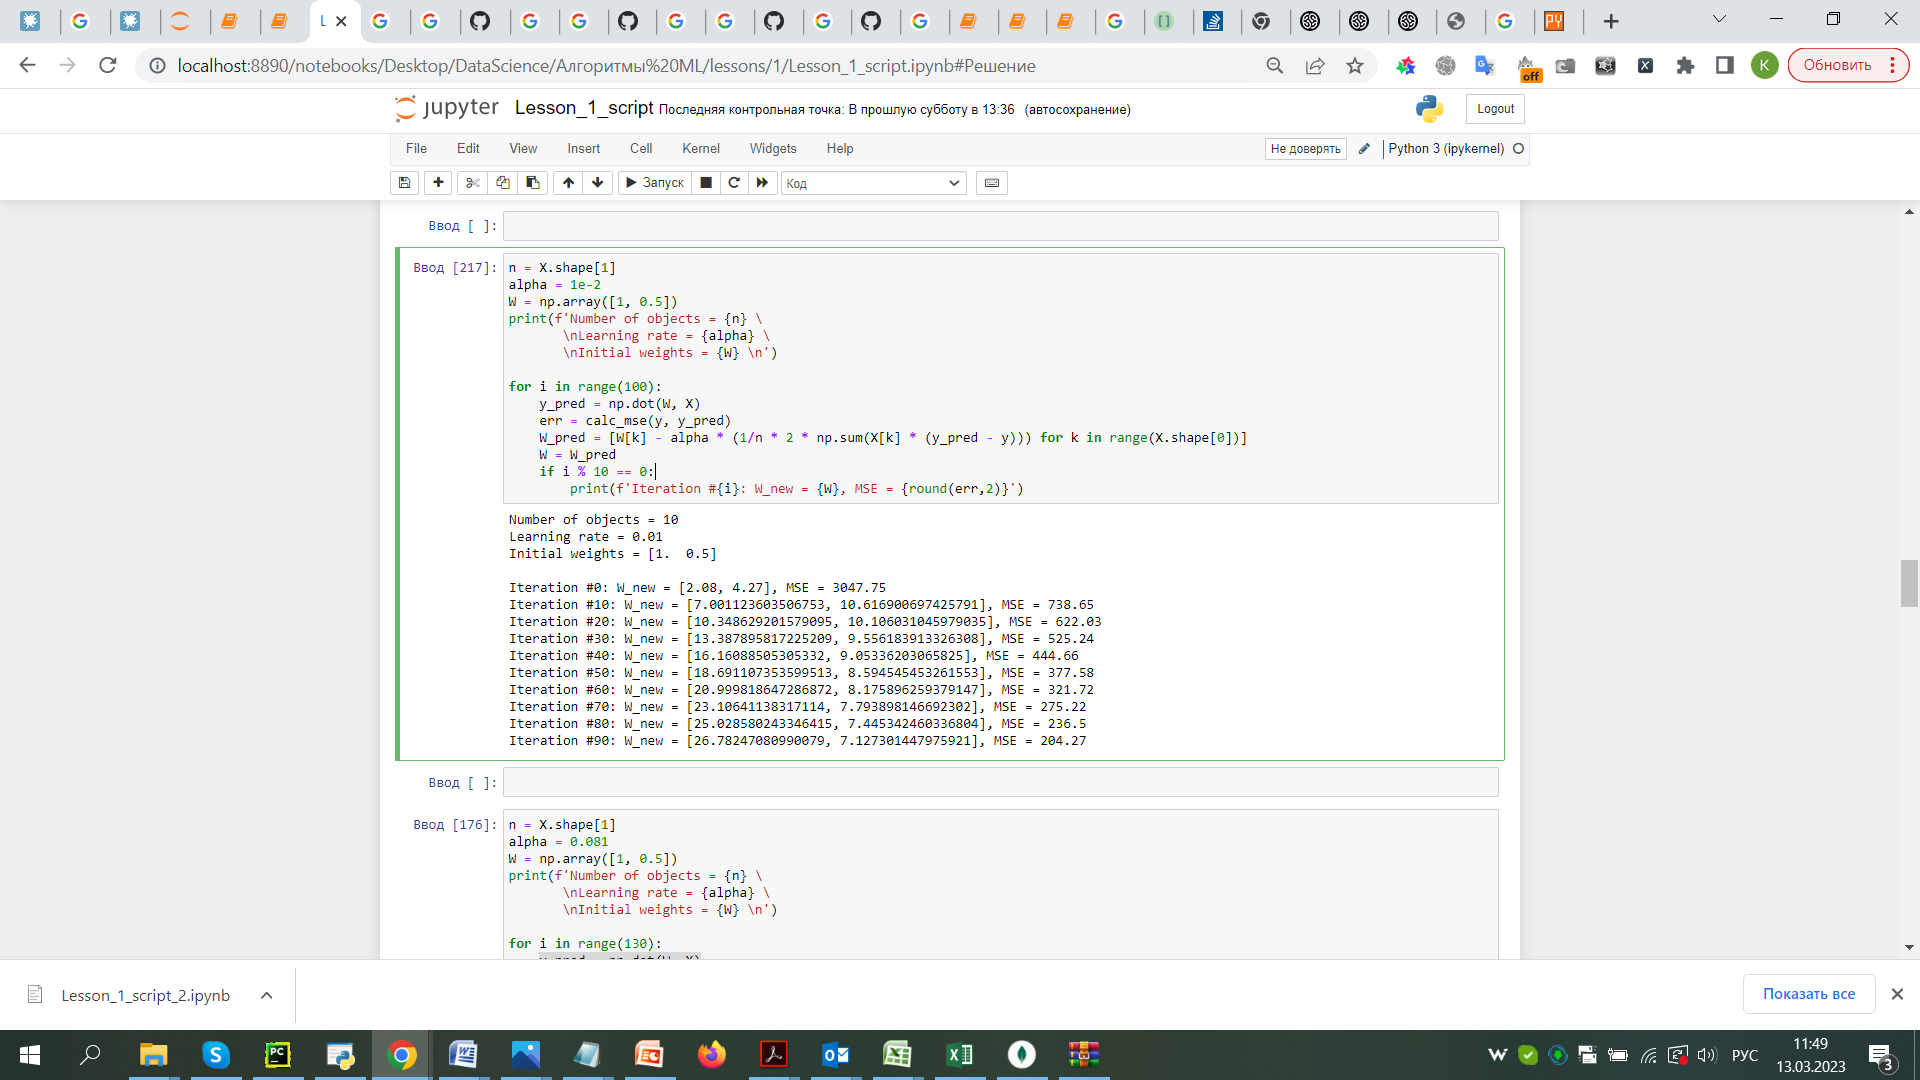 L
PY
localhost:8890/notebooks/Desktop/DataScience/Алгоритмы%20ML/lessons/1/Lesson_1_script.ipynb#Решение
off
X
K
Обновить
jupyter Lesson_1_script Последняя контрольная точка: В прошлую субботу в 13:36 (автосохранение)
Logout
File Edit View Insert Cell Kernel Widgets Help
Не доверять
Python 3 (ipykernel)
Запуск
Код
Ввод [ ]:
Ввод [217]:
n = X.shape[1]
alpha = 1e-2
W = np.array([1, 0.5])
print(f'Number of objects = {n} \
\nLearning rate = {alpha} \
\nInitial weights = {W} \n')
for i in range(100):
y_pred = np.dot(W, X)
err = calc_mse(y, y_pred)
W_pred = [W[k] - alpha * (1/n * 2 * np.sum(X[k] * (y_pred - y))) for k in range(X.shape[0])]
W = W_pred
if i % 10 == 0:
print(f'Iteration #{i}: W_new = {W}, MSE = {round(err,2)}')
Number of objects = 10
Learning rate = 0.01
Initial weights = [1.  0.5]
Iteration #0: W_new = [2.08, 4.27], MSE = 3047.75
Iteration #10: W_new = [7.001123603506753, 10.616900697425791], MSE = 738.65
Iteration #20: W_new = [10.348629201579095, 10.106031045979035], MSE = 622.03
Iteration #30: W_new = [13.387895817225209, 9.556183913326308], MSE = 525.24
Iteration #40: W_new = [16.16088505305332, 9.05336203065825], MSE = 444.66
Iteration #50: W_new = [18.691107353599513, 8.594545453261553], MSE = 377.58
Iteration #60: W_new = [20.999818647286872, 8.175896259379147], MSE = 321.72
Iteration #70: W_new = [23.10641138317114, 7.793898146692302], MSE = 275.22
Iteration #80: W_new = [25.028580243346415, 7.445342460336804], MSE = 236.5
Iteration #90: W_new = [26.78247080990079, 7.127301447975921], MSE = 204.27
Ввод [ ]:
Ввод [176]:
n = X.shape[1]
alpha = 0.081
W = np.array([1, 0.5])
print(f'Number of objects = {n} \
\nLearning rate = {alpha} \
\nInitial weights = {W} \n')
for i in range(130):
y_pred = np.dot(W, X)
Lesson_1_script_2.ipynb
Показать все
РУС
11:49
13.03.2023
3